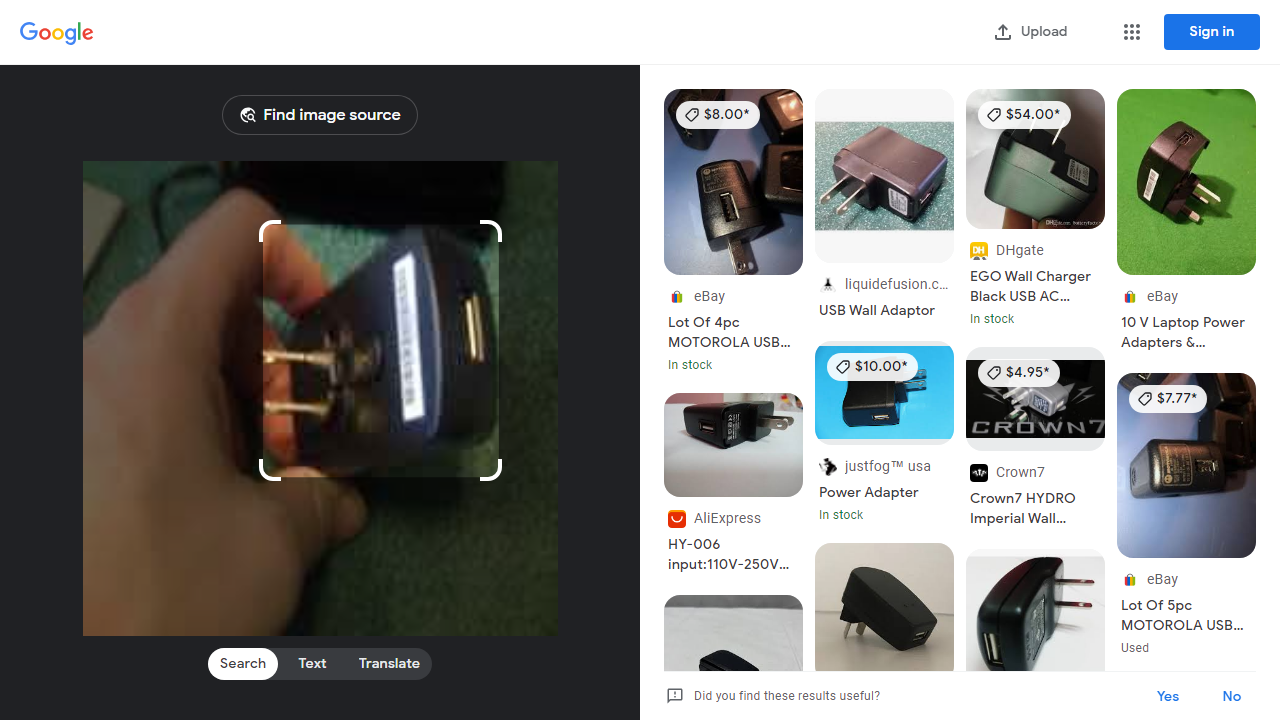 Google
Upload
Sign in
Find image source
Search
Text
Translate
$8.00*
eBay
Lot Of 4pc
MOTOROLA USB...
In stock
AliExpress
HY-006
input:110V-250V...
liquidefusion.c...
USB Wall Adaptor
$10.00*
justfog™ usa
Power Adapter
In stock
$54.00*
DHgate
EGO Wall Charger
Black USB AC...
In stock
$4.95*
CROWN7
Crown7
Crown7 HYDRO
Imperial Wall...
eBay
10 V Laptop Power
Adapters &...
$7.77*
eBay
Lot Of 5pc
MOTOROLA USB...
Used
Did you find these results useful?
Yes
No